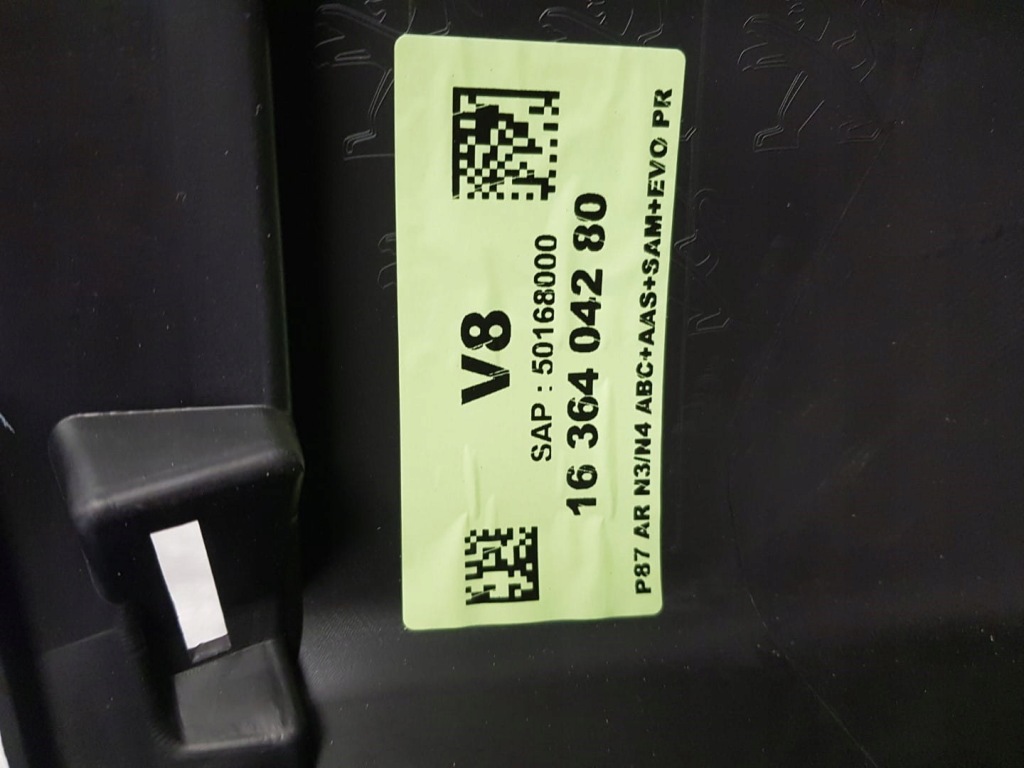 V8
SAP : 50168000
16 364 042 80
P87 AR N3/N4 ABC+AAS+SAM+EVO PR